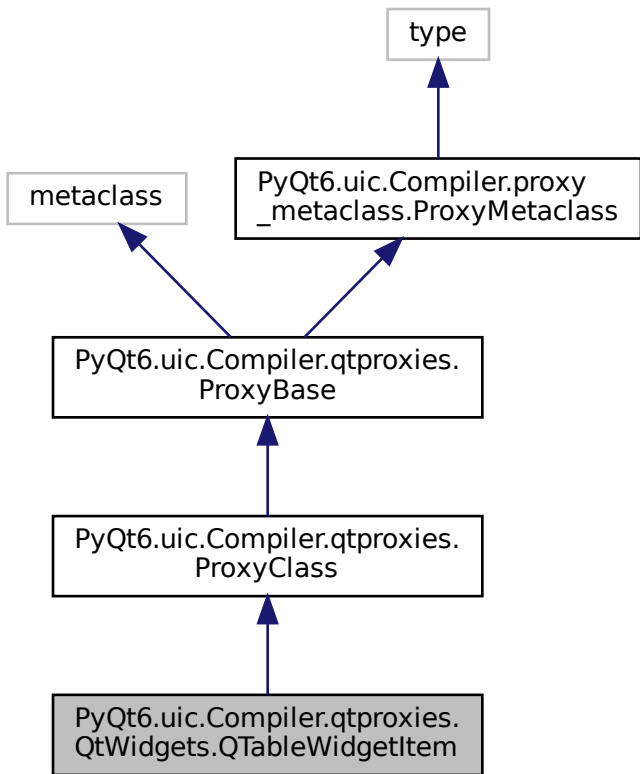 type
PyQt6.uic.Compiler.proxy
_metaclass.ProxyMetaclass
metaclass
PyQt6.uic.Compiler.qtproxies.
ProxyBase
PyQt6.uic.Compiler.qtproxies.
ProxyClass
PyQt6.uic.Compiler.qtproxies.
QtWidgets.QTableWidgetItem